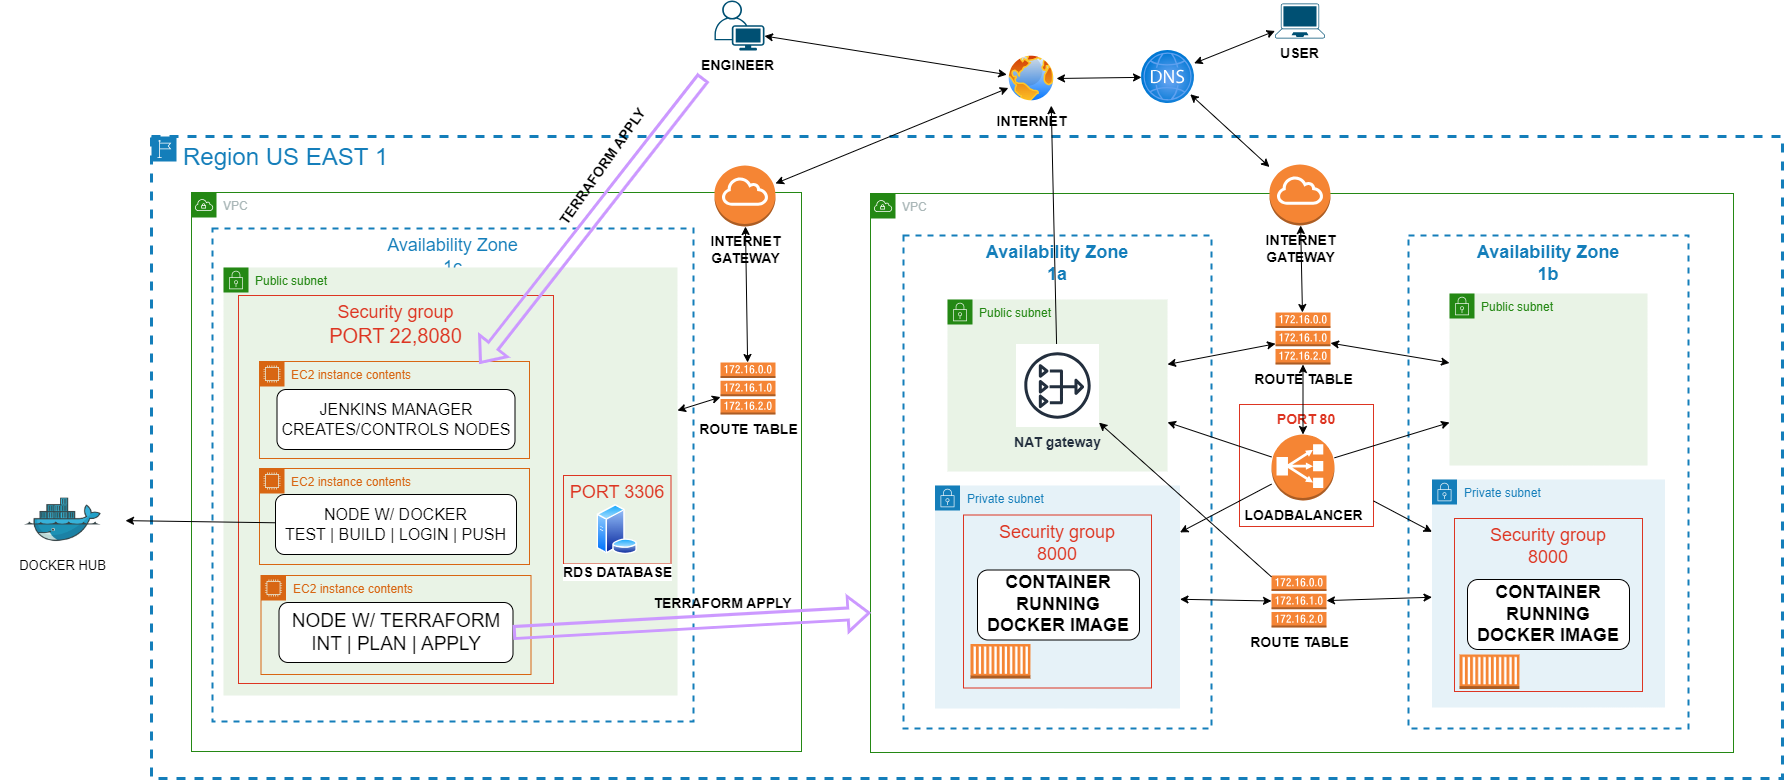 ENGINEER
USER
DNS
INTERNET
TERRAFORM APPLY
Region US EAST 1
VPC
Availability Zone
1c
Public subnet
Security group
PORT 22,8080
EC2 instance contents
JENKINS MANAGER
CREATES/CONTROLS NODES
EC2 instance contents
NODE W/ DOCKER
TEST | BUILD | LOGIN | PUSH
EC2 instance contents
NODE W/ TERRAFORM
INT | PLAN | APPLY
DOCKER HUB
PORT 3306
RDS DATABASE
TERRAFORM APPLY
INTERNET
GATEWAY
172.16.0.0
172.16.1.0
172.16.2.0
ROUTE TABLE
VPC
Availability Zone
1a
Public subnet
NAT gateway
Private subnet
Security group
8000
CONTAINER
RUNNING
DOCKER IMAGE
INTERNET
GATEWAY
172.16.0.0
172.16.1.0
172.16.2.0
ROUTE TABLE
PORT 80
LOADBALANCER
172.16.0.0
172.16.1.0
172.16.2.0
ROUTE TABLE
Availability Zone
1b
Public subnet
Private subnet
Security group
8000
CONTAINER
RUNNING
DOCKER IMAGE